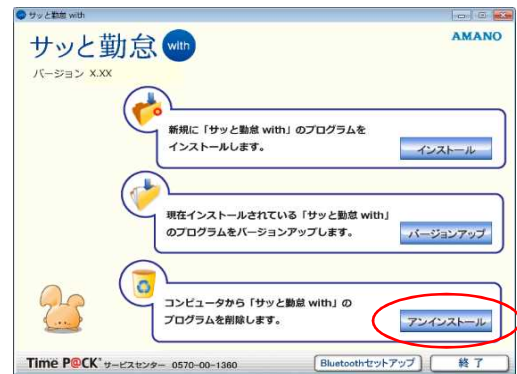 サッと勤怠 with
サッと勤怠 with
AMANO
バージョン X.XX
新規に「サッと勤怠 with」のプログラムを
インストールします。
インストール
現在インストールされている「サッと勤怠 with」
のプログラムをバージョンアップします。
バージョンアップ
コンピュータから「サッと勤怠 with」の
プログラムを削除します。
アンインストール
Time P@CK サービスセンター 0570-00-1360
Bluetoothセットアップ
終 了